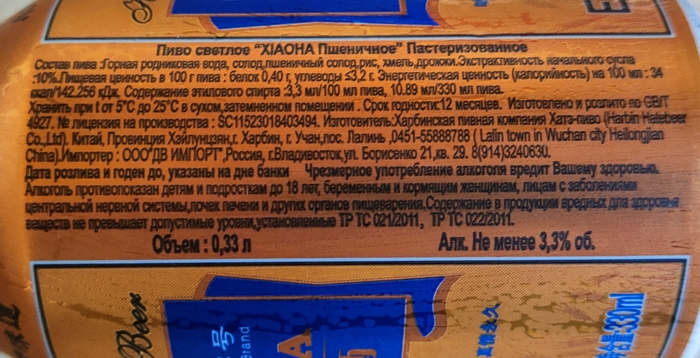 Beer
Пиво светлое "XIAOHA Пшеничное" Пастеризованное
Состав пива :Горная родниковая вода, солод,пшеничный солод,рис, хмель,дрожжи.Экстрактивность начального сусла
:10%.Пищевая ценность в 100 г пива : белок 0,40 г, углеводы ≤3,2 г. Энергетическая ценность (калорийность) на 100 мл : 34
ккал/142.256 кДж. Содержание этилового спирта :3,3 мл/100 мл пива, 10.89 мл/330 мл пива.
Хранить при t от 5°C до 25°C в сухом,затемненном помещении . Срок годности:12 месяцев. Изготовлено и розлито по GB/T
4927. № лицензия на производства : SC11523018403494. Изготовитель:Харбинская пивная компания Хатэ-пиво (Harbin Hatebeer
Co.,Ltd). Китай, Провинция Хэйлунцзян,г. Харбин, г. Учан,пос. Лалинь ,0451-55888788 ( Lalin town in Wuchan city Heilongjian
China).Импортер : ООО"ДВ ИМПОРТ",Россия, г.Владивосток,ул. Борисенко 21,кв. 29. 8(914)3240630.
Дата розлива и годен до, указаны на дне банки Чрезмерное употребление алкоголя вредит Вашему здоровью.
Алкоголь противопоказан детям и подросткам до 18 лет, беременным и кормящим женщинам, лицам с заболеваниями
центральной нервной системы,почек печени и других органов пищеварения.Содержание в продукции вредных для здоровья
веществ не превышает допустимые уровни,установленные ТР ТС 021/2011, ТР ТС 022/2011.
Объем : 0,33 л Алк. Не менее 3,3% об.
Beer
号
Brand
A
330ml